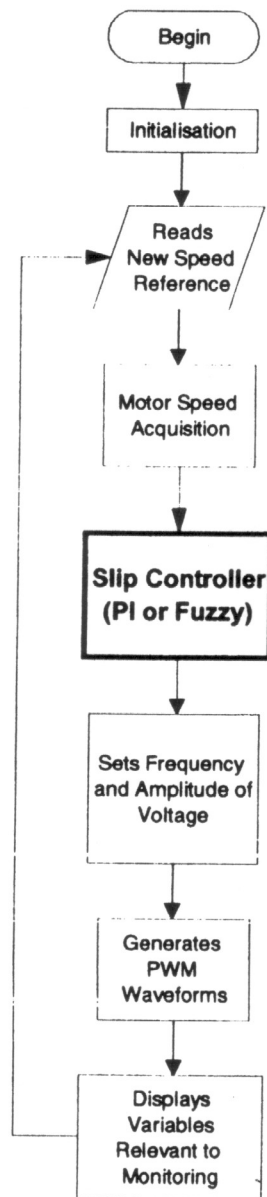 Begin
Initialisation
Reads
New Speed
Reference
Motor Speed
Acquisition
Slip Controller
(PI or Fuzzy)
Sets Frequency
and Amplitude of
Voltage
Generates
PWM
Waveforms
Displays
Variables
Relevant to
Monitoring